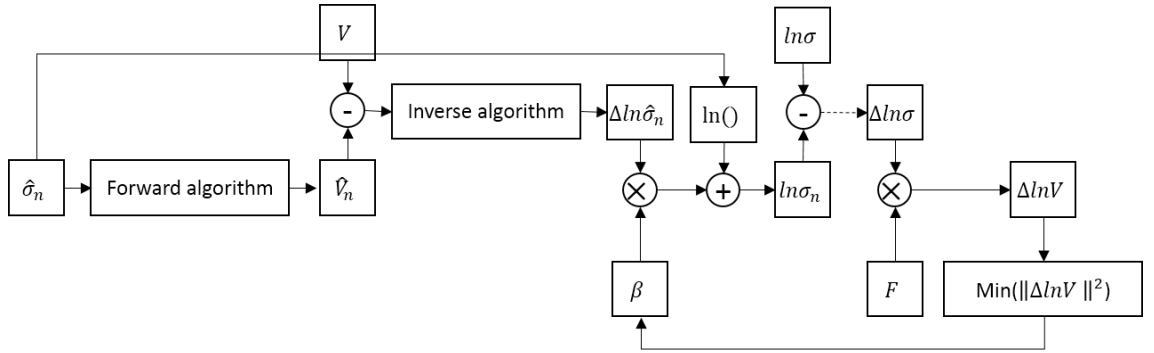 V
lnσ
-
Inverse algorithm
Δlnσ̂ₙ
ln()
-
Δlnσ
σ̂ₙ
Forward algorithm
V̂ₙ
×
+
lnσₙ
×
ΔlnV
β
F
Min(‖ΔlnV ‖²)